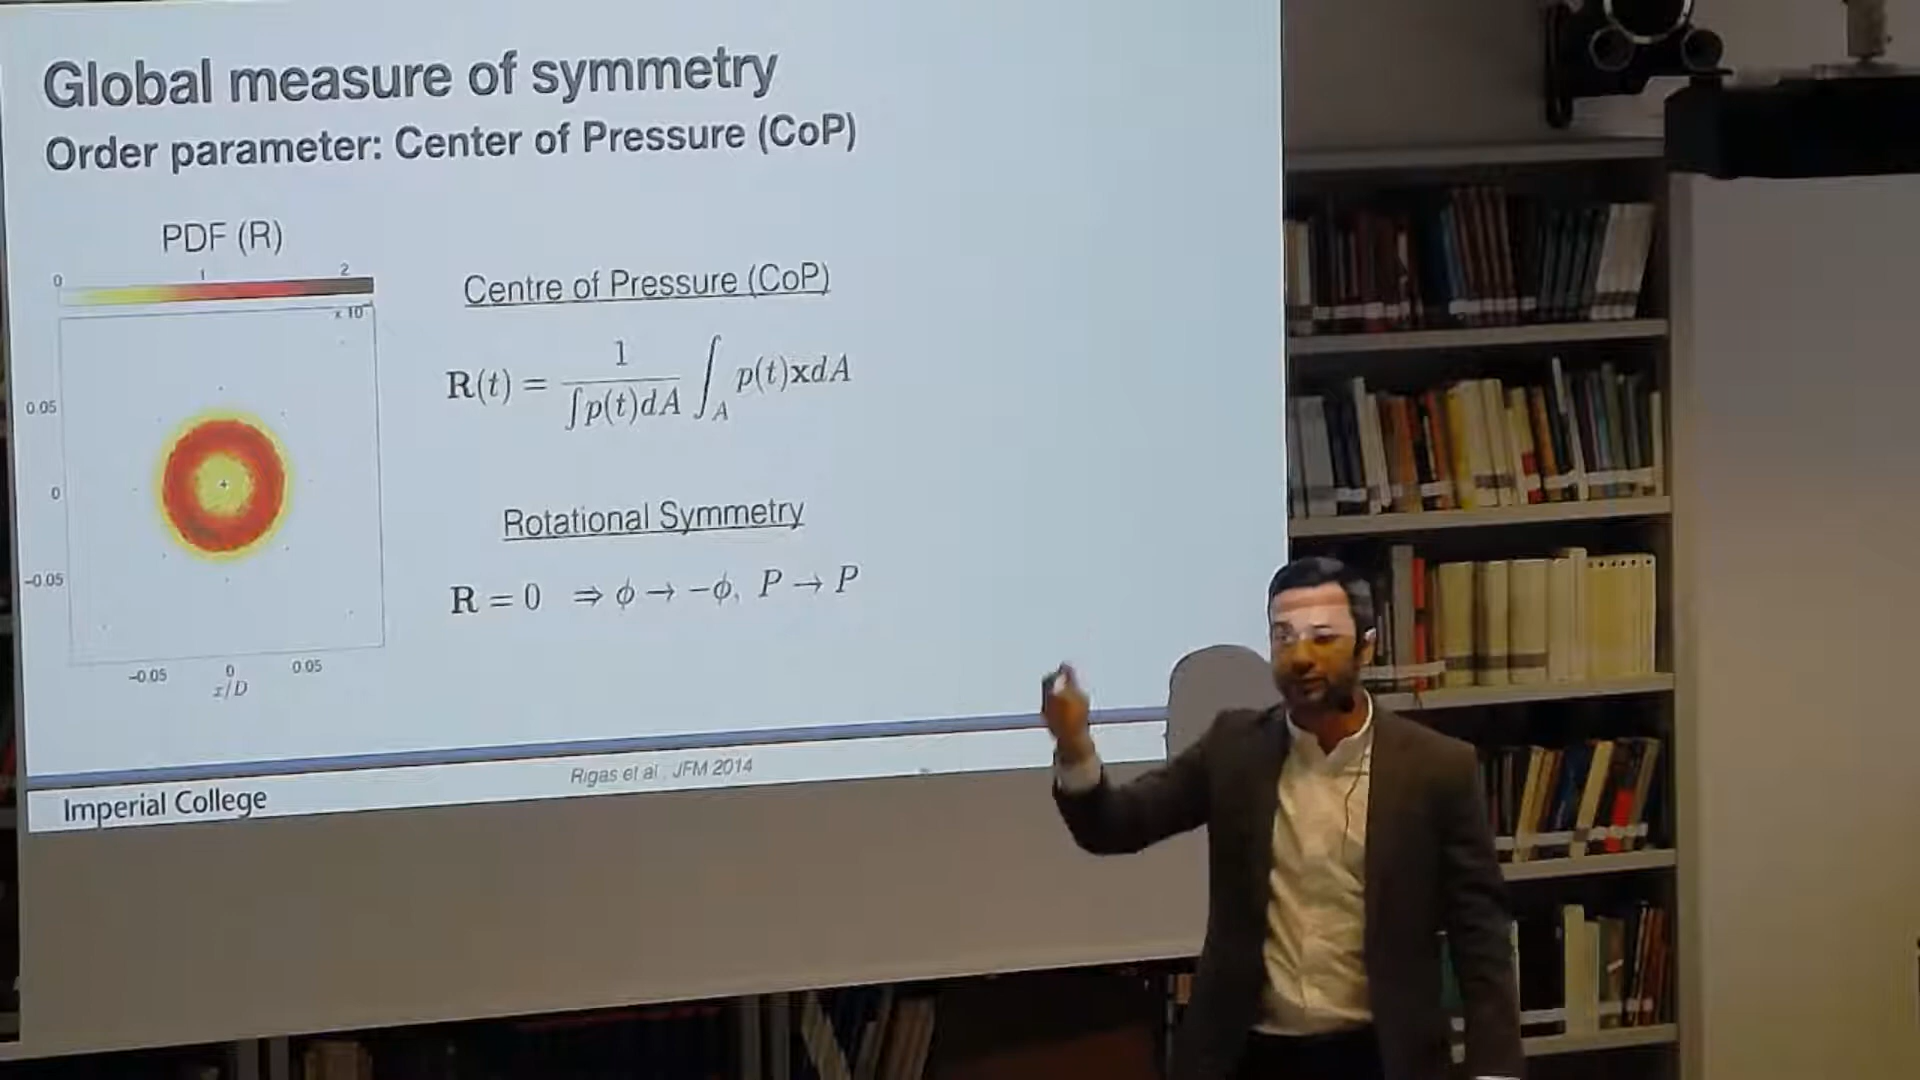 Global measure of symmetry
Order parameter: Center of Pressure (CoP)
PDF (R)
0 1 2
x 10
Centre of Pressure (CoP)
R(t) = 1 / ∫p(t)dA ∫_A p(t)xdA
0.05
0
-0.05
Rotational Symmetry
R = 0 ⇒ ϕ → −ϕ, P → P
-0.05 0 0.05
x/D
Rigas et al., JFM 2014
Imperial College